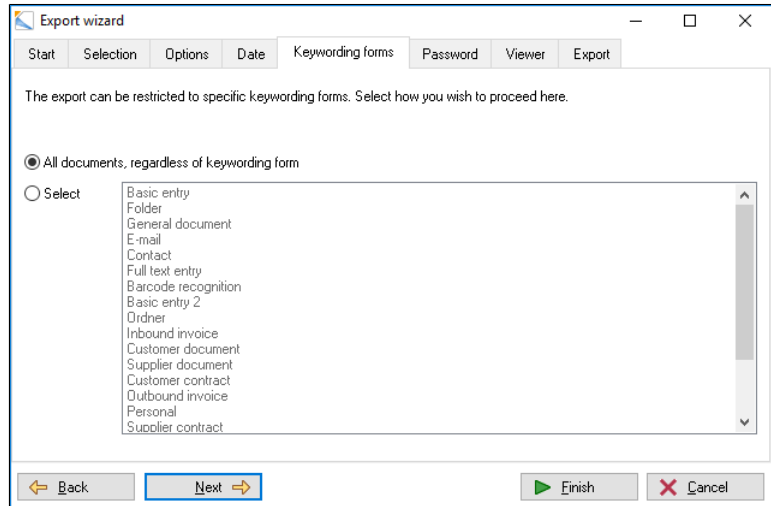 Export wizard
Start Selection Options Date Keywording forms Password Viewer Export
The export can be restricted to specific keywording forms. Select how you wish to proceed here.
All documents, regardless of keywording form
Select
Basic entry
Folder
General document
E-mail
Contact
Full text entry
Barcode recognition
Basic entry 2
Ordner
Inbound invoice
Customer document
Supplier document
Customer contract
Outbound invoice
Personal
Supplier contract
Back Next Finish Cancel